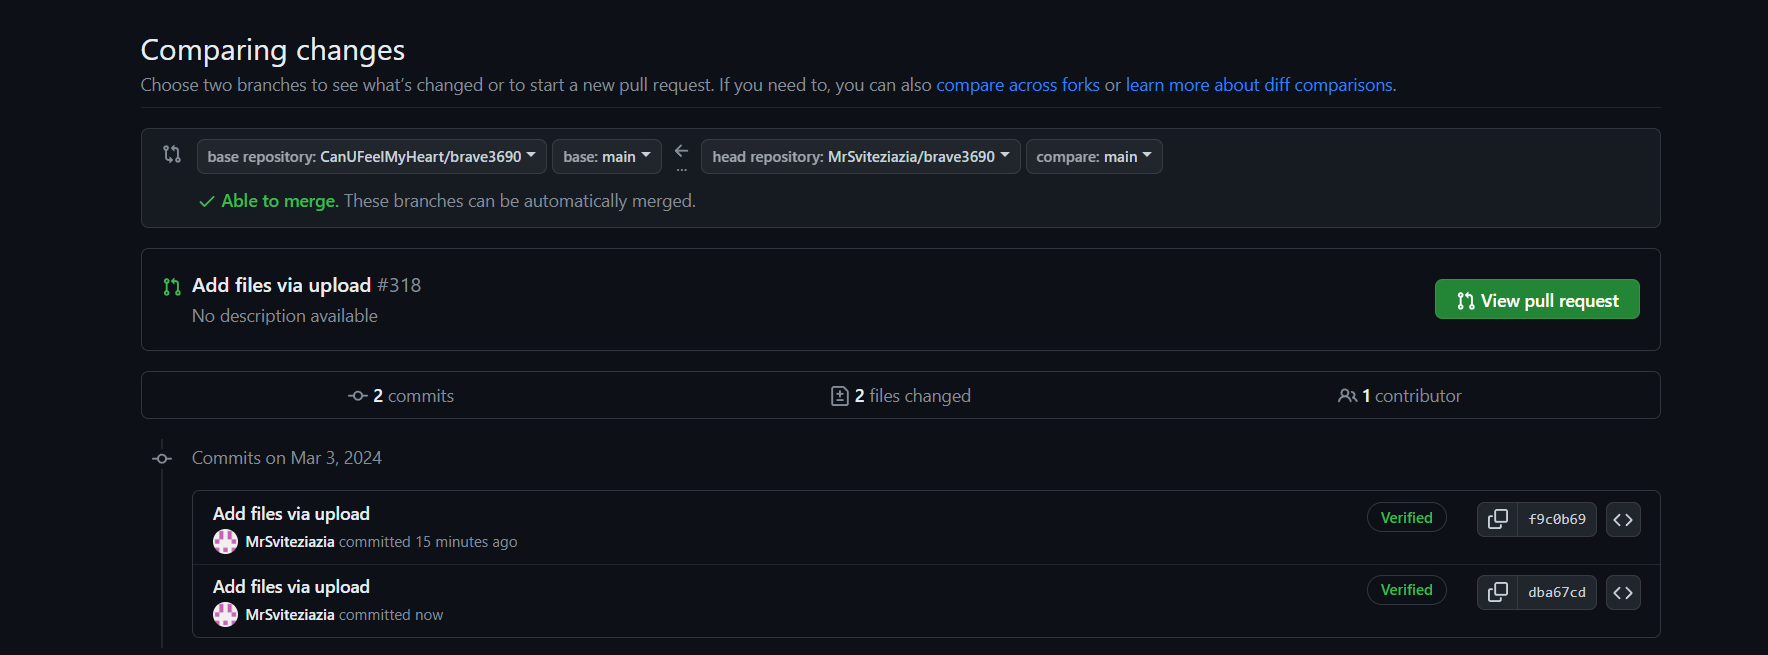 Comparing changes
Choose two branches to see what's changed or to start a new pull request. If you need to, you can also compare across forks or learn more about diff comparisons.
base repository: CanUFeelMyHeart/brave3690 base: main ... head repository: MrSviteziazia/brave3690 compare: main
Able to merge. These branches can be automatically merged.
Add files via upload #318
No description available
View pull request
2 commits 2 files changed 1 contributor
Commits on Mar 3, 2024
Add files via upload
MrSviteziazia committed 15 minutes ago
Verified f9c0b69
Add files via upload
MrSviteziazia committed now
Verified dba67cd